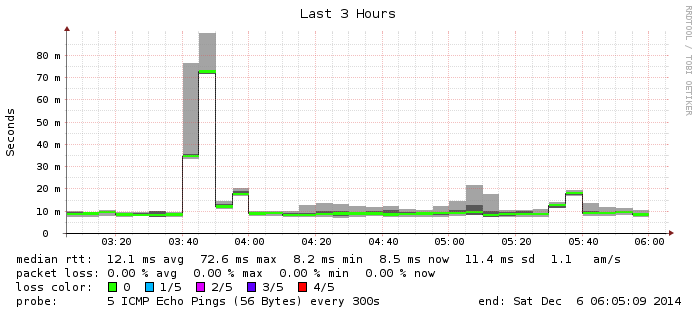 Last 3 Hours
RRDTOOL / TOBI OETIKER
Seconds
80 m
70 m
60 m
50 m
40 m
30 m
20 m
10 m
0
03:20 03:40 04:00 04:20 04:40 05:00 05:20 05:40 06:00
median rtt: 12.1 ms avg 72.6 ms max 8.2 ms min 8.5 ms now 11.4 ms sd 1.1 am/s
packet loss: 0.00 % avg 0.00 % max 0.00 % min 0.00 % now
loss color: 0 1/5 2/5 3/5 4/5
probe: 5 ICMP Echo Pings (56 Bytes) every 300s end: Sat Dec 6 06:05:09 2014